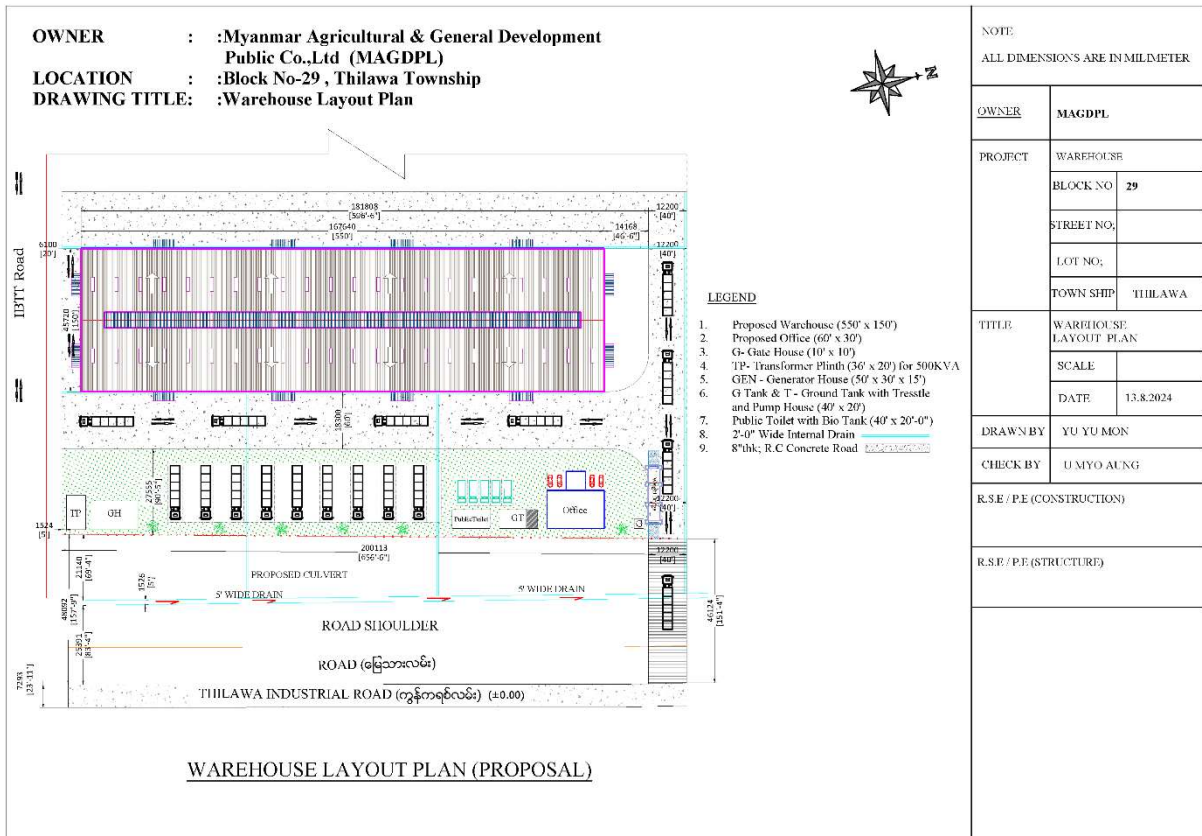 OWNER : :Myanmar Agricultural & General Development
Public Co.,Ltd (MAGDPL)
LOCATION : :Block No-29 , Thilawa Township
DRAWING TITLE: :Warehouse Layout Plan
N
IBTT Road
181808
[596'-6"]
12200
[40']
167640
[550']
14168
[46'-6"]
6100
[20']
12200
[40']
45720
[150']
18300
[60']
27555
[90'-5"]
TP
GH
PublicToilet
GT
Office
G
12200
[40']
1524
[5']
200113
[656'-6"]
12200
[40']
21140
[69'-4"]
PROPOSED CULVERT
1526
[5']
5' WIDE DRAIN
5' WIDE DRAIN
48092
[157'-9"]
46124
[151'-4"]
ROAD SHOULDER
25391
[83'-4"]
ROAD (မြေသားလမ်း)
7293
[23'-11"]
THILAWA INDUSTRIAL ROAD (ကွန်ကရစ်လမ်း) (±0.00)
WAREHOUSE LAYOUT PLAN (PROPOSAL)
LEGEND
1. Proposed Warehouse (550' x 150')
2. Proposed Office (60' x 30')
3. G- Gate House (10' x 10')
4. TP- Transformer Plinth (36' x 20') for 500KVA
5. GEN - Generator House (50' x 30' x 15')
6. G Tank & T - Ground Tank with Tresstle
and Pump House (40' x 20')
7. Public Toilet with Bio Tank (40' x 20'-0")
8. 2'-0" Wide Internal Drain
9. 8"thk; R.C Concrete Road
NOTE
ALL DIMENSIONS ARE IN MILIMETER
OWNER MAGDPL
PROJECT WAREHOUSE
BLOCK NO 29
STREET NO;
LOT NO;
TOWN SHIP THILAWA
TITLE WAREHOUSE
LAYOUT PLAN
SCALE
DATE 13.8.2024
DRAWN BY YU YU MON
CHECK BY U MYO AUNG
R.S.E / P.E (CONSTRUCTION)
R.S.E / P.E (STRUCTURE)